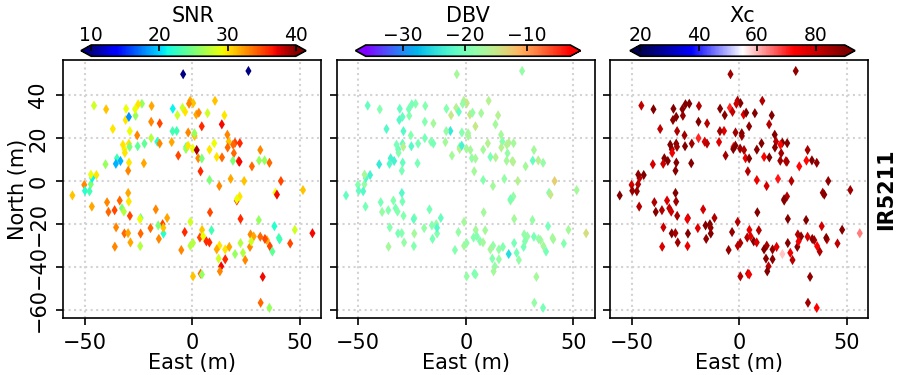 SNR DBV Xc
10 20 30 40 −30 −20 −10 20 40 60 80
North (m)
40
20
0
−20
−40
−60
IR5211
−50 0 50 −50 0 50 −50 0 50
East (m) East (m) East (m)